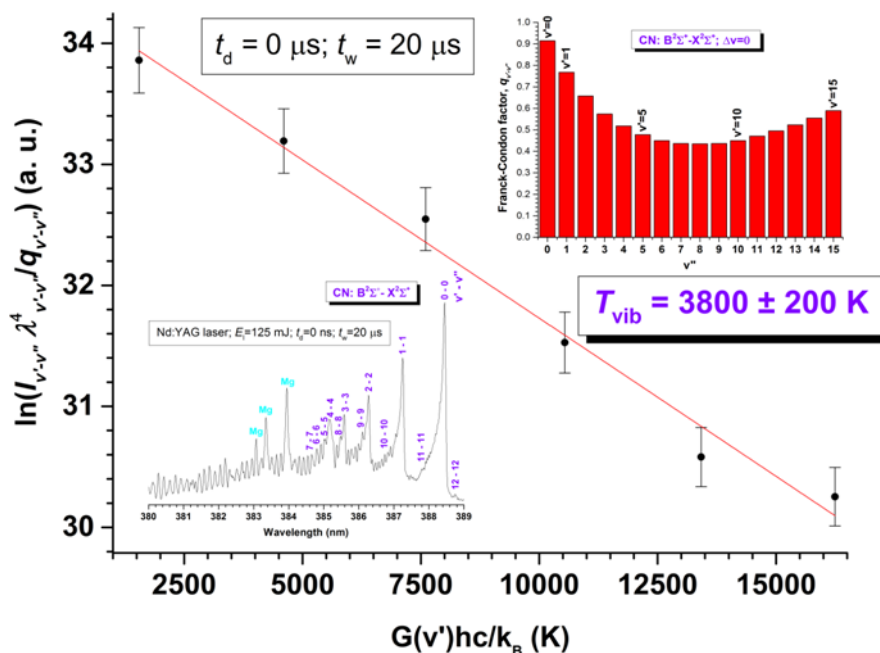 t_d = 0 μs; t_w = 20 μs
ln(I_v'-v'' λ⁴_v'-v''/q_v'-v'') (a. u.)
34
33
32
31
30
2500
5000
7500
10000
12500
15000
G(v')hc/k_B (K)
T_vib = 3800 ± 200 K
CN: B²Σ⁺-X²Σ⁺; Δv=0
Franck-Condon factor, q_v'-v''
1.0
0.9
0.8
0.7
0.6
0.5
0.4
0.3
0.2
0.1
0.0
v'=0
v'=1
v'=5
v'=10
v'=15
0 1 2 3 4 5 6 7 8 9 10 11 12 13 14 15
v''
CN: B²Σ⁺- X²Σ⁺
Nd:YAG laser; E_i=125 mJ; t_d=0 ns; t_w=20 μs
Mg
Mg
Mg
7 - 7
6 - 6
5 - 5
4 - 4
8 - 8
3 - 3
9 - 9
2 - 2
10 - 10
1 - 1
11 - 11
0 - 0
v' - v''
12 - 12
380 381 382 383 384 385 386 387 388 389
Wavelength (nm)